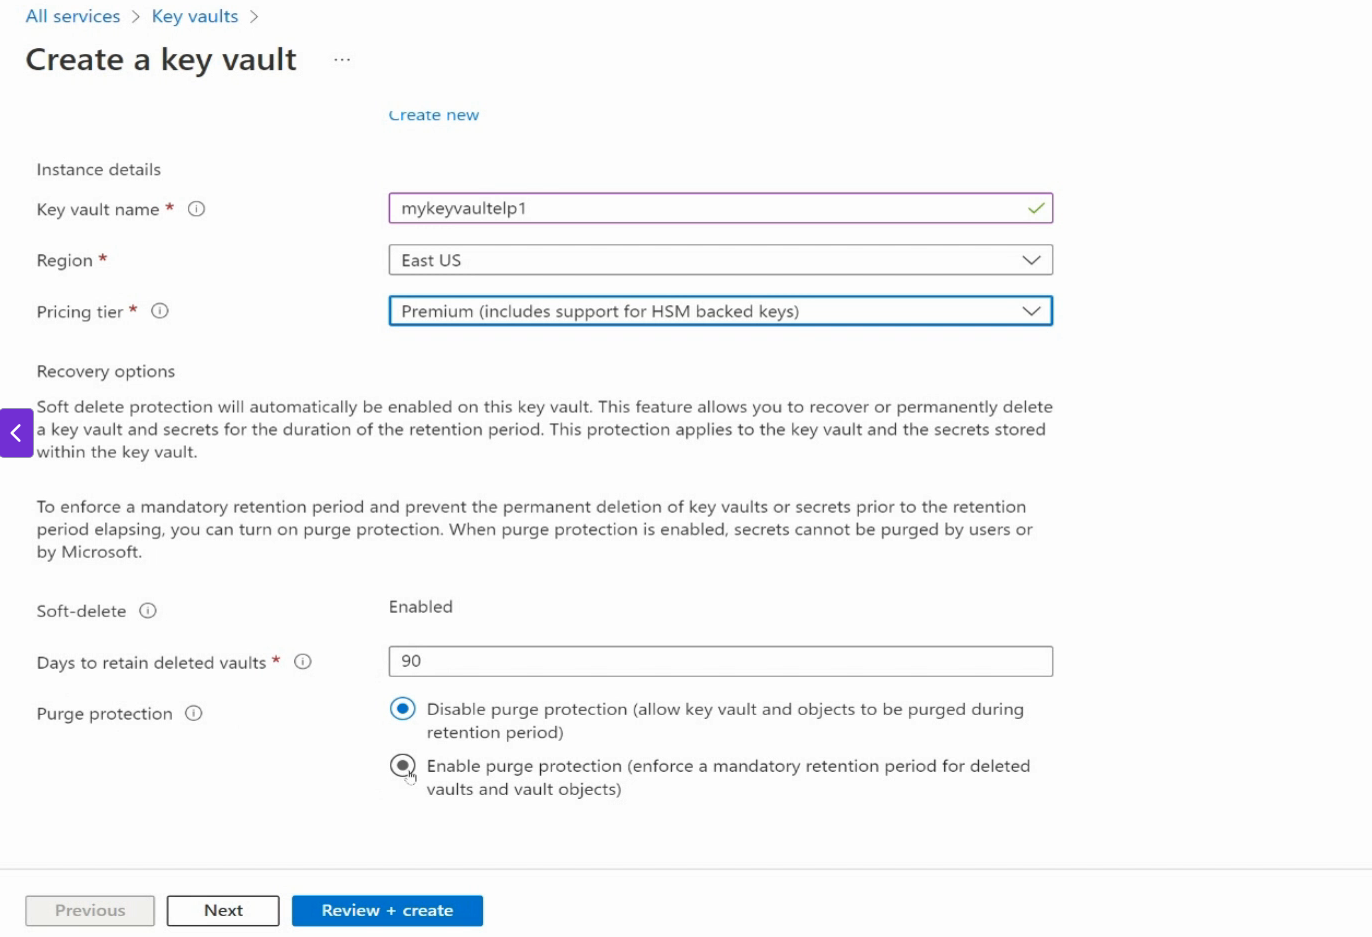 All services > Key vaults >
Create a key vault ...
Create new
Instance details
Key vault name *
mykeyvaultelp1
Region *
East US
Pricing tier *
Premium (includes support for HSM backed keys)
Recovery options
Soft delete protection will automatically be enabled on this key vault. This feature allows you to recover or permanently delete
a key vault and secrets for the duration of the retention period. This protection applies to the key vault and the secrets stored
within the key vault.
To enforce a mandatory retention period and prevent the permanent deletion of key vaults or secrets prior to the retention
period elapsing, you can turn on purge protection. When purge protection is enabled, secrets cannot be purged by users or
by Microsoft.
Soft-delete
Enabled
Days to retain deleted vaults *
90
Purge protection
Disable purge protection (allow key vault and objects to be purged during
retention period)
Enable purge protection (enforce a mandatory retention period for deleted
vaults and vault objects)
Previous
Next
Review + create